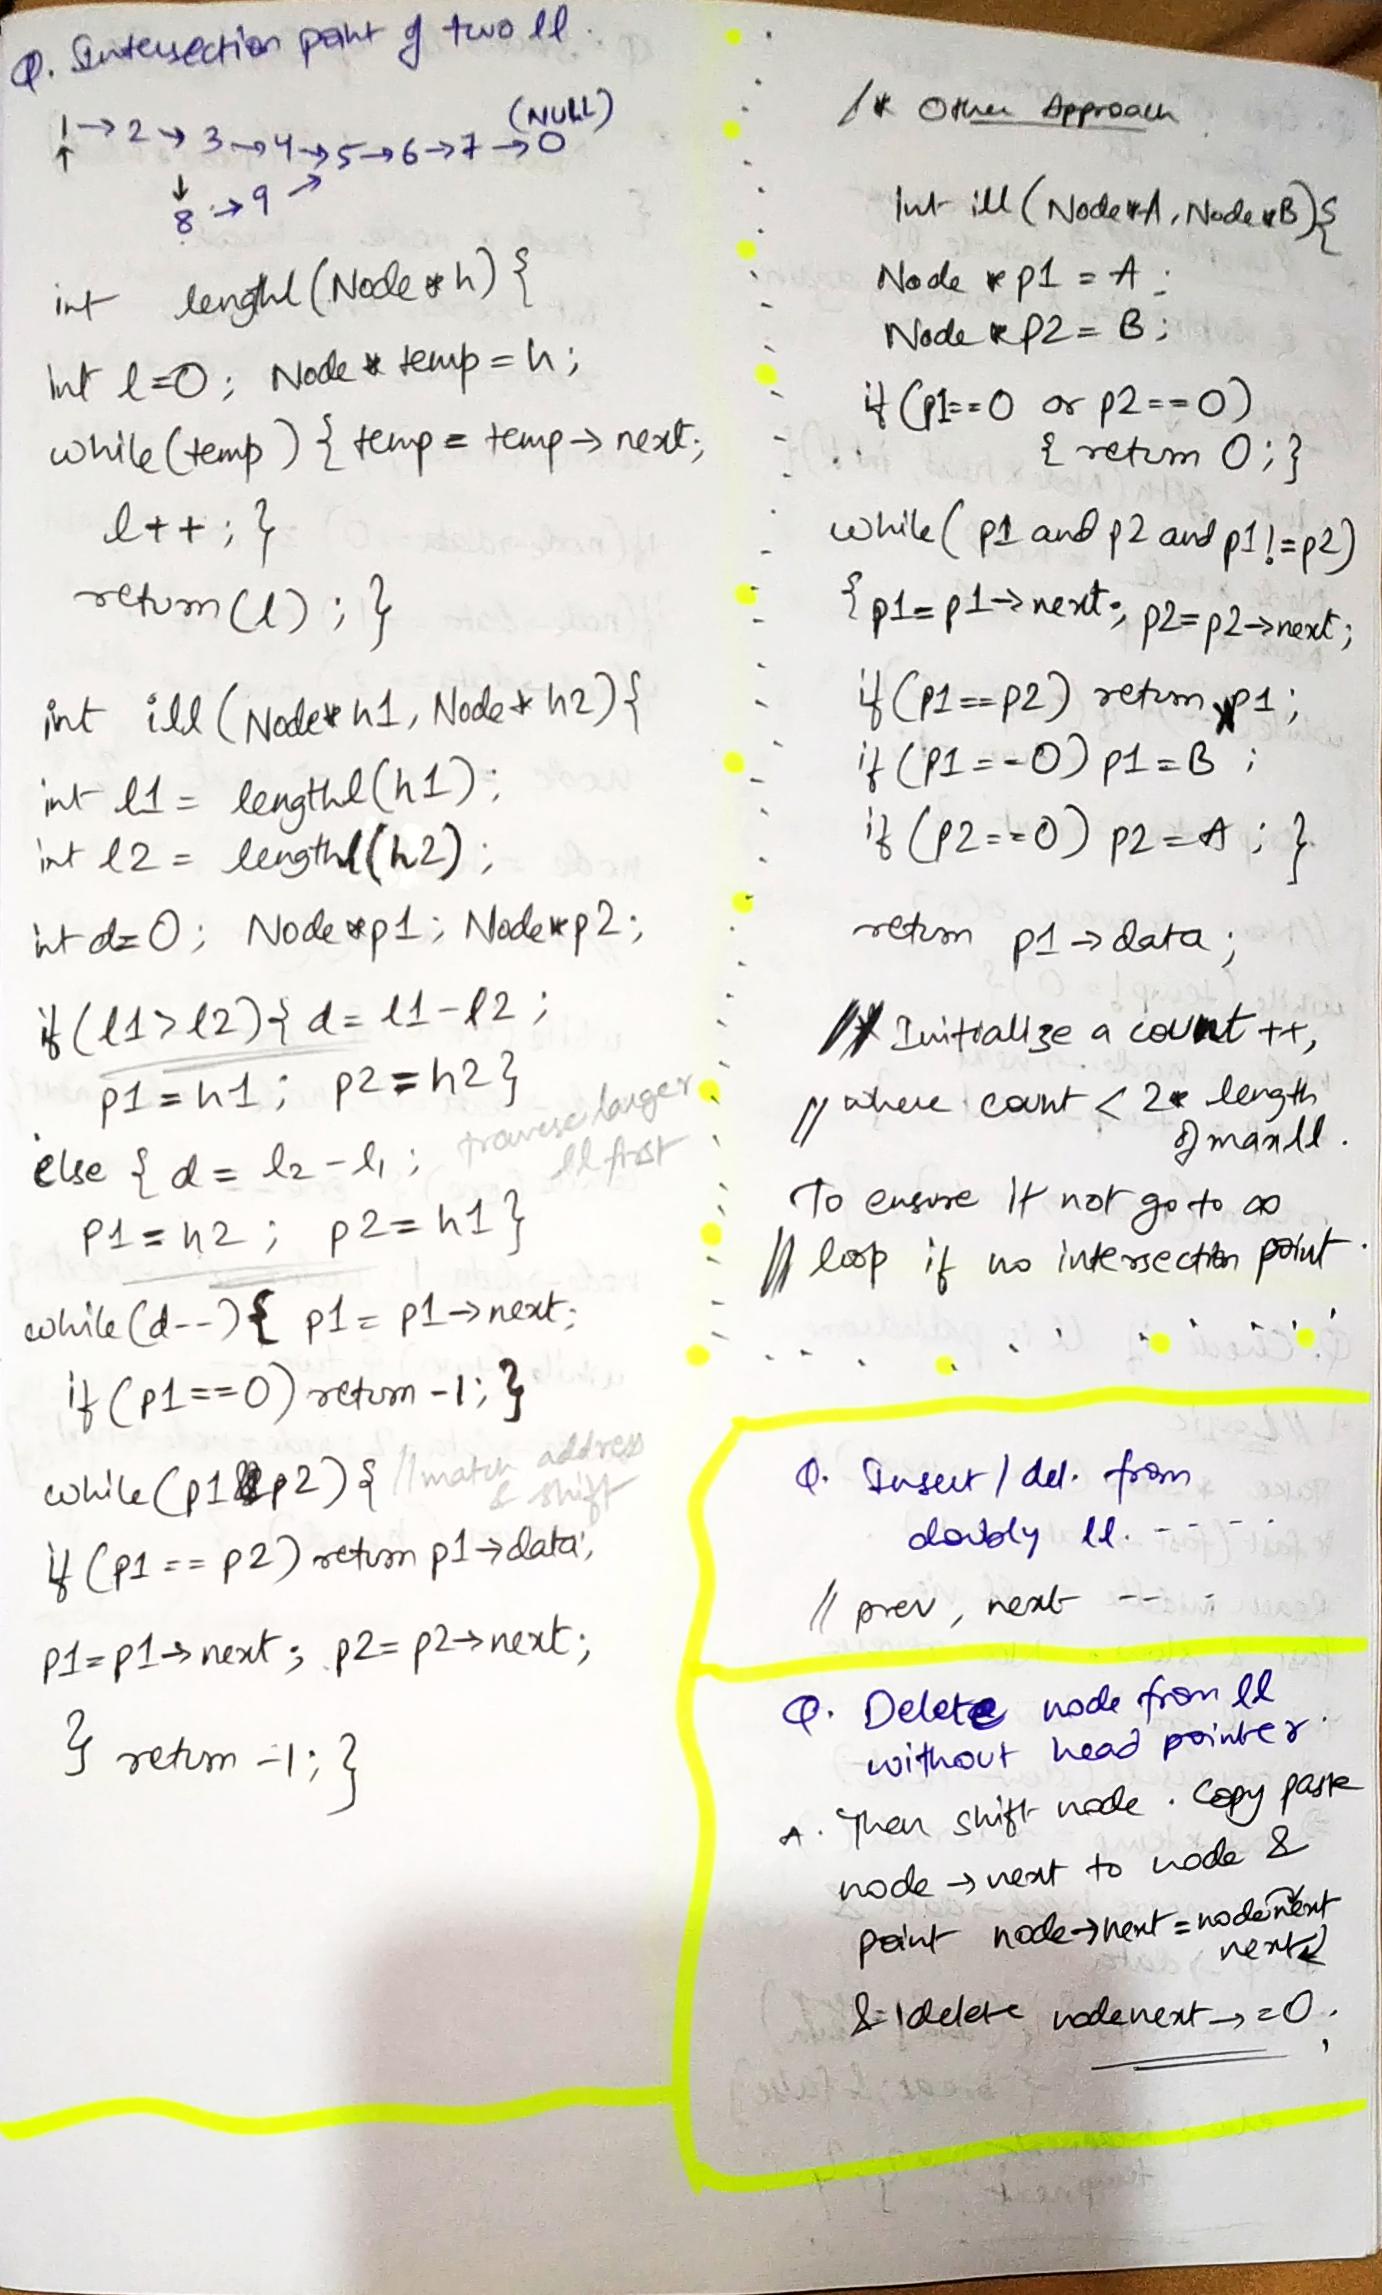 Q. Intersection point of two ll.
(NULL)
1→2→3→4→5→6→7→0
↑
↓
8→9→
int lengthl(Node*h){
int l=0; Node* temp=h;
while(temp){ temp = temp→next;
l++;}
return(l);}
int ill(Node*h1, Node*h2){
int l1 = lengthl(h1);
int l2 = lengthl(h2);
int d=0; Node*p1; Node*p2;
if(l1>l2){ d= l1-l2;
p1=h1; p2=h2}
traverse larger
ll first
else { d= l2-l1;
p1=h2; p2=h1}
while(d--){ p1= p1→next;
if(p1==0) return -1;}
while(p1&&p2){ //match address
& shift
if(p1==p2) return p1→data;
p1=p1→next; p2=p2→next;
} return -1;}
/* Other Approach
Int ill(Node*A, Node*B){
Node *p1 = A;
Node *p2 = B;
if(p1==0 or p2==0)
{ return 0;}
while( p1 and p2 and p1!=p2)
{p1=p1→next; p2=p2→next;
if(p1==p2) return p1;
if(p1==0) p1=B;
if(p2==0) p2=A;}
return p1→data;
// Initialize a count++,
// where count < 2* length
of maxll.
To ensure it not go to ∞
// loop if no intersection point.
Q. Insert/del. from
doubly ll. - - - -
// prev, next - - -
Q. Delete node from ll
without head pointer.
A. Then shift node. Copy paste
node→next to node &
point node→next=nodenext
next
& delete nodenext→=0;